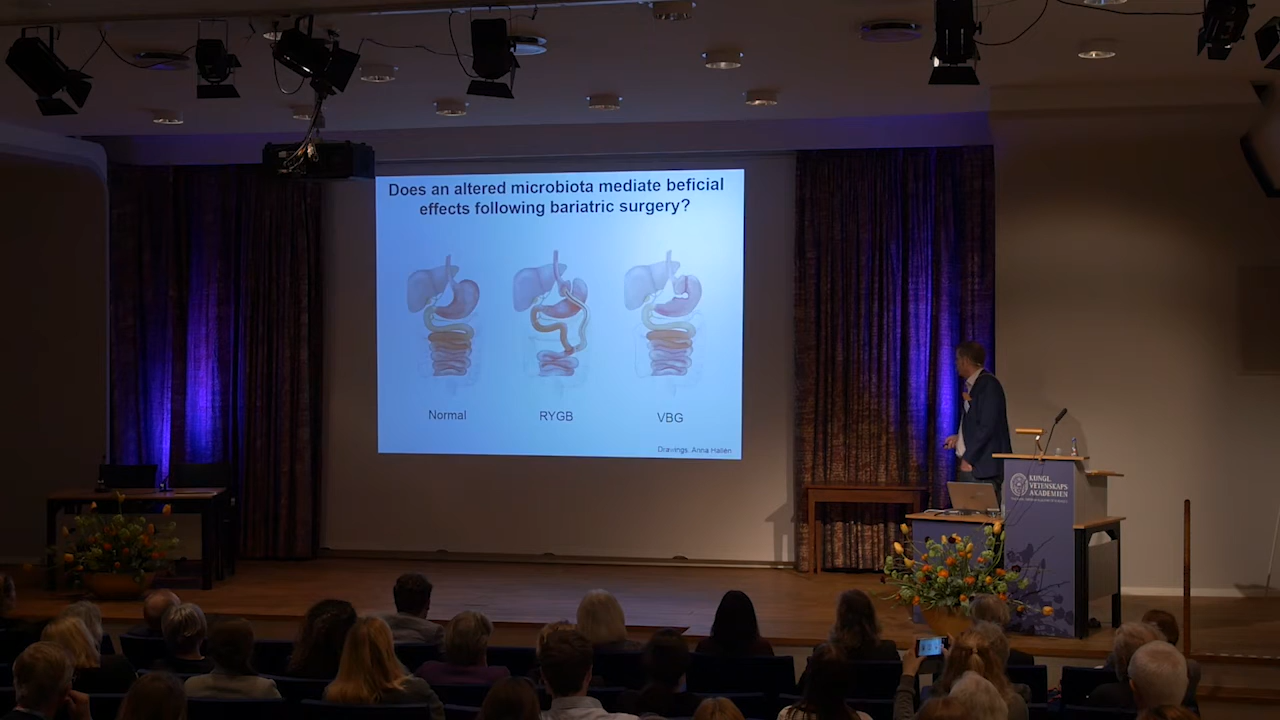 Does an altered microbiota mediate beficial
effects following bariatric surgery?
Normal
RYGB
VBG
Drawings: Anna Hallén
KUNGL.
VETENSKAPS
AKADEMIEN